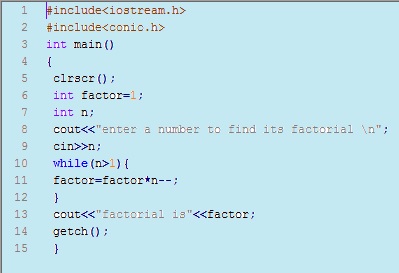 1 #include<iostream.h>
2 #include<conic.h>
3 int main()
4 {
5 clrscr();
6 int factor=1;
7 int n;
8 cout<<"enter a number to find its factorial \n";
9 cin>>n;
10 while(n>1){
11 factor=factor*n--;
12 }
13 cout<<"factorial is"<<factor;
14 getch();
15 }